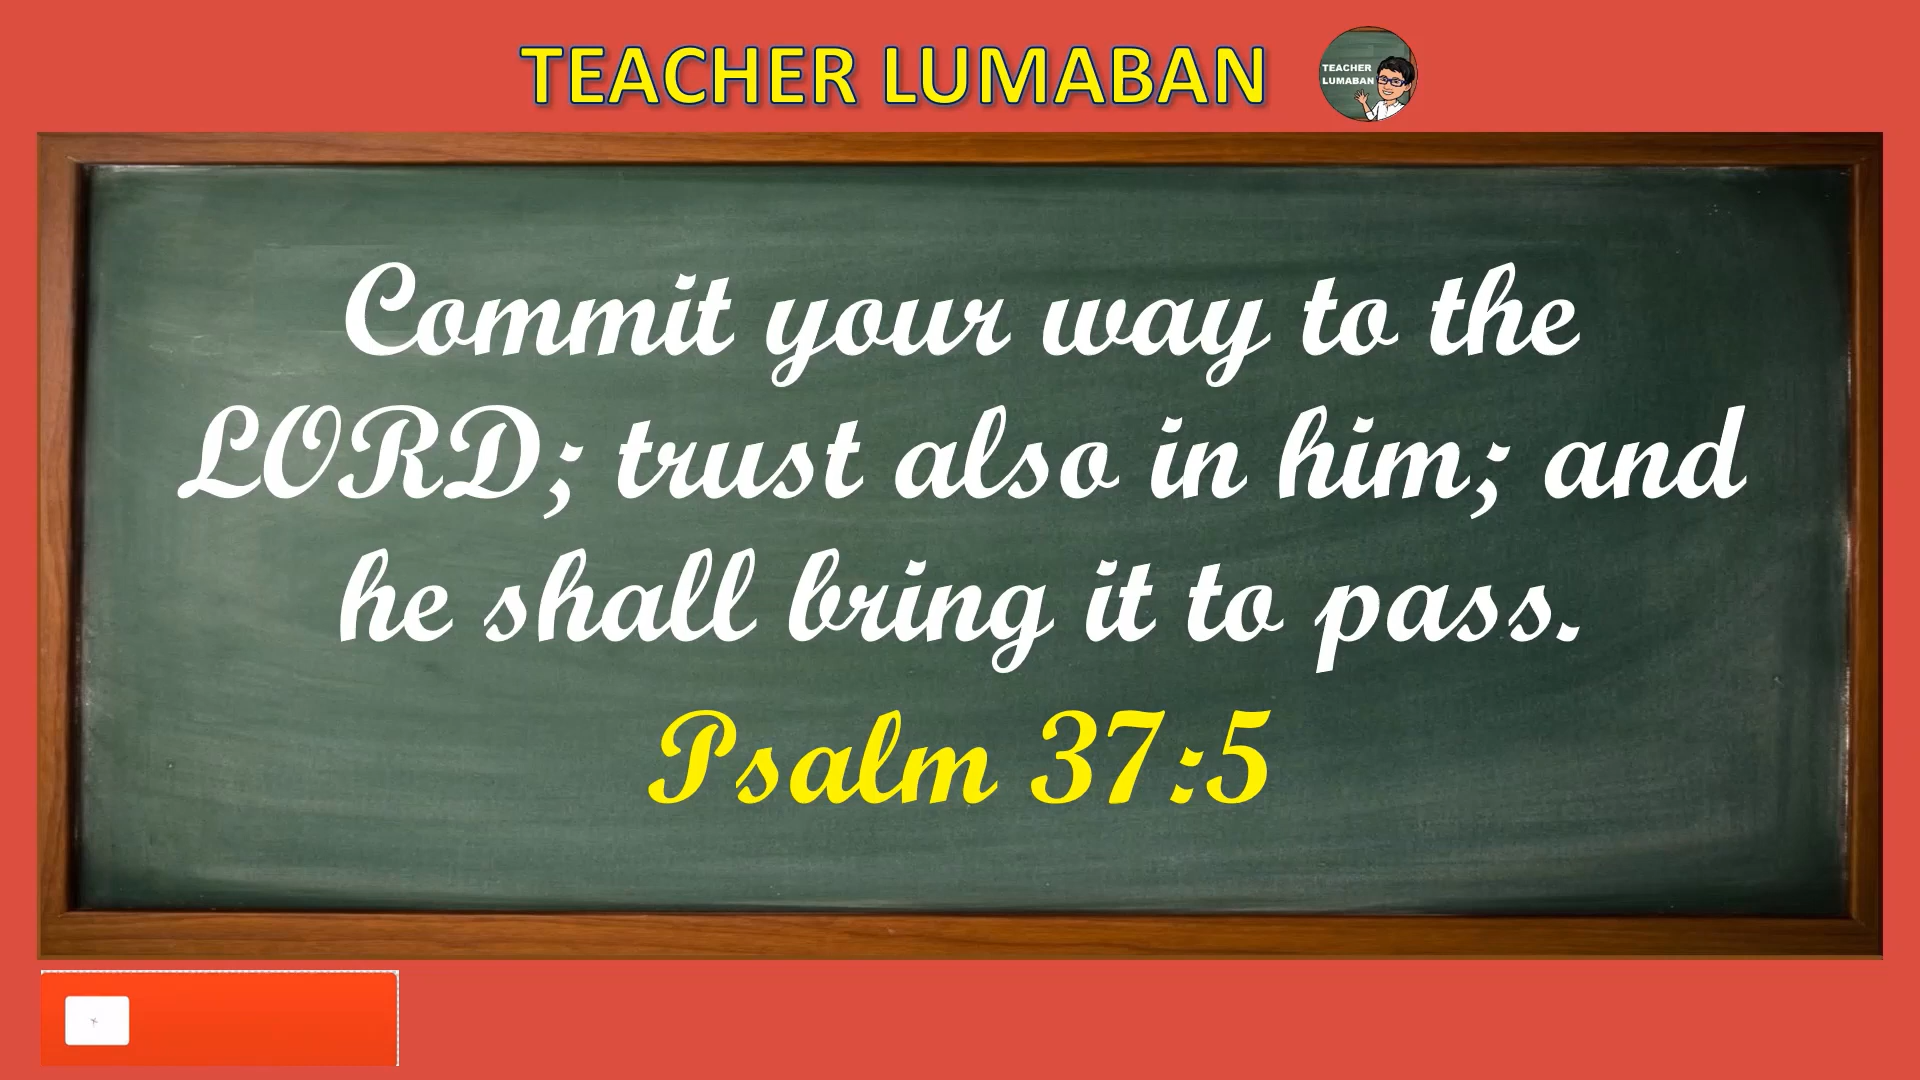 TEACHER LUMABAN
TEACHER
LUMABAN
Commit your way to the
LORD; trust also in him; and
he shall bring it to pass.
Psalm 37:5